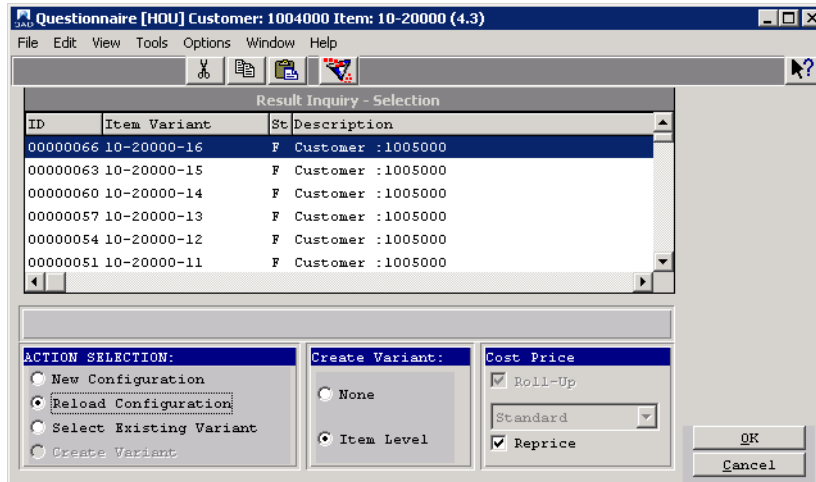 Questionnaire [HOU] Customer: 1004000 Item: 10-20000 (4.3)
File Edit View Tools Options Window Help
Result Inquiry - Selection
ID Item Variant St Description
00000066 10-20000-16 F Customer :1005000
00000063 10-20000-15 F Customer :1005000
00000060 10-20000-14 F Customer :1005000
00000057 10-20000-13 F Customer :1005000
00000054 10-20000-12 F Customer :1005000
00000051 10-20000-11 F Customer :1005000
ACTION SELECTION:
New Configuration
Reload Configuration
Select Existing Variant
Create Variant
Create Variant:
None
Item Level
Cost Price
Roll-Up
Standard
Reprice
OK
Cancel